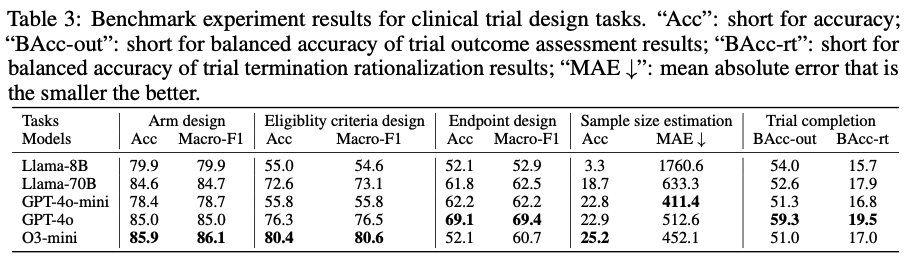 Table 3: Benchmark experiment results for clinical trial design tasks. “Acc”: short for accuracy;
“BAcc-out”: short for balanced accuracy of trial outcome assessment results; “BAcc-rt”: short for
balanced accuracy of trial termination rationalization results; “MAE ↓”: mean absolute error that is
the smaller the better.
Tasks Arm design Eligiblity criteria design Endpoint design Sample size estimation Trial completion
Models Acc Macro-F1 Acc Macro-F1 Acc Macro-F1 Acc MAE ↓ BAcc-out BAcc-rt
Llama-8B 79.9 79.9 55.0 54.6 52.1 52.9 3.3 1760.6 54.0 15.7
Llama-70B 84.6 84.7 72.6 73.1 61.8 62.5 18.7 633.3 52.6 17.9
GPT-4o-mini 78.4 78.7 55.8 55.8 62.2 62.2 22.8 411.4 51.3 16.8
GPT-4o 85.0 85.0 76.3 76.5 69.1 69.4 22.9 512.6 59.3 19.5
O3-mini 85.9 86.1 80.4 80.6 52.1 60.7 25.2 452.1 51.0 17.0